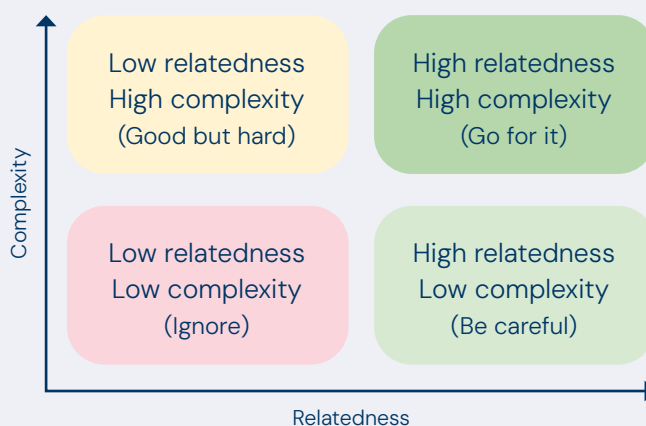 Complexity
Low relatedness
High complexity
(Good but hard)
High relatedness
High complexity
(Go for it)
Low relatedness
Low complexity
(Ignore)
High relatedness
Low complexity
(Be careful)
Relatedness